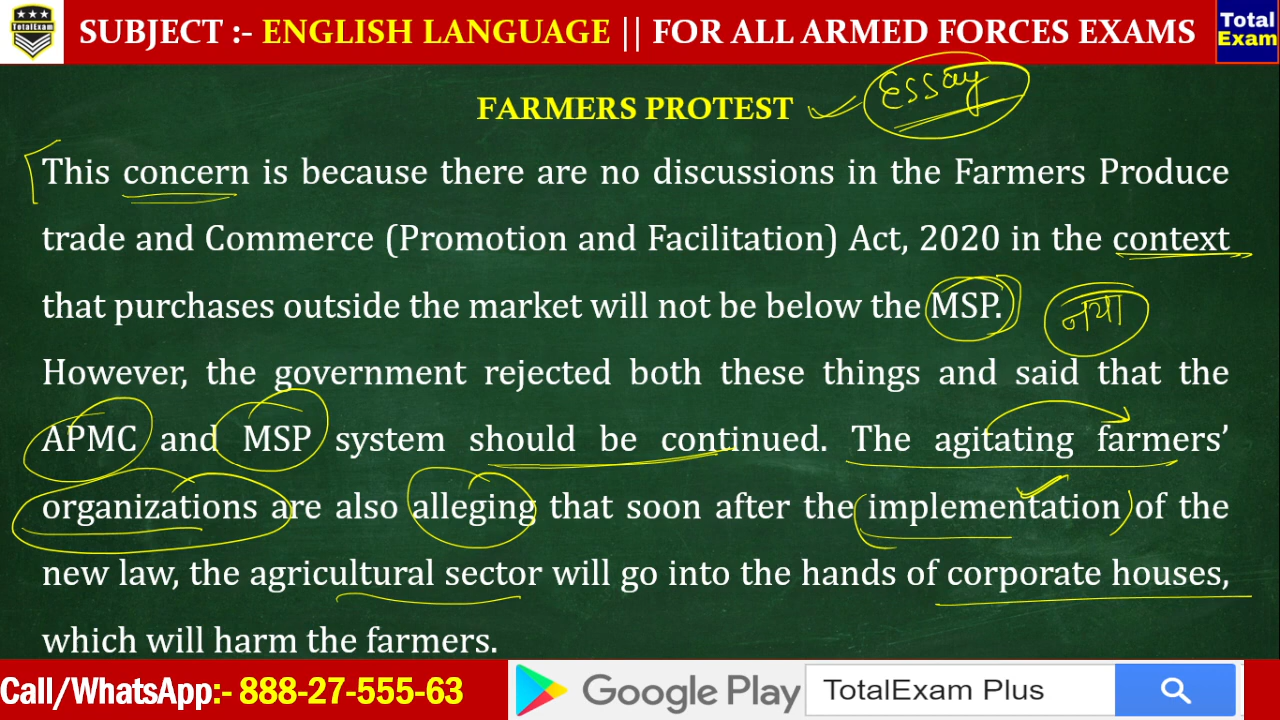 TotalExam
SUBJECT :- ENGLISH LANGUAGE || FOR ALL ARMED FORCES EXAMS
Total
Exam
FARMERS PROTEST
Essay
This concern is because there are no discussions in the Farmers Produce
trade and Commerce (Promotion and Facilitation) Act, 2020 in the context
that purchases outside the market will not be below the MSP.
नया
However, the government rejected both these things and said that the
APMC and MSP system should be continued. The agitating farmers’
organizations are also alleging that soon after the implementation of the
new law, the agricultural sector will go into the hands of corporate houses,
which will harm the farmers.
Call/WhatsApp:- 888-27-555-63
Google Play
TotalExam Plus